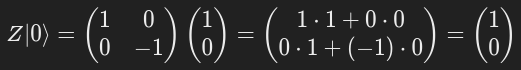 Z|0⟩ = (1 0; 0 −1) (1; 0) = (1 · 1 + 0 · 0; 0 · 1 + (−1) · 0) = (1; 0)